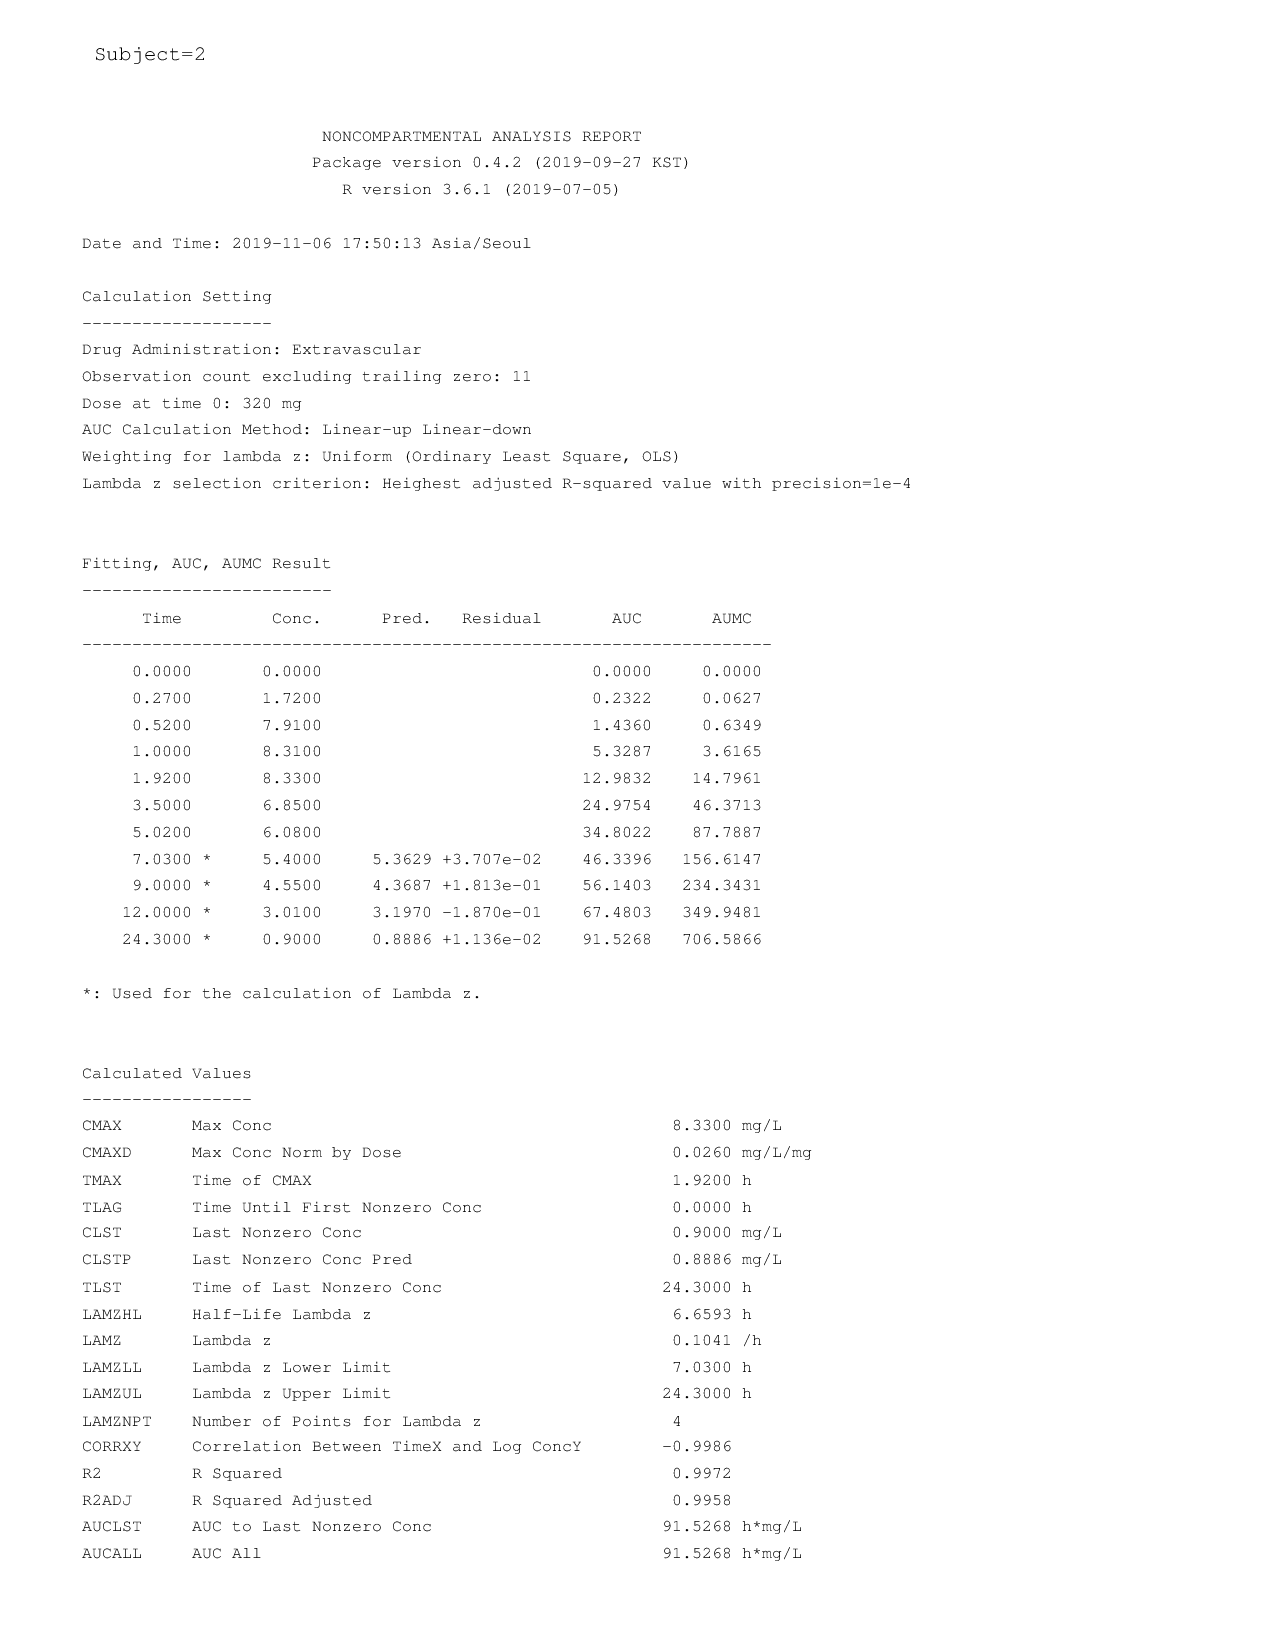 Subject=2
NONCOMPARTMENTAL ANALYSIS REPORT
Package version 0.4.2 (2019-09-27 KST)
R version 3.6.1 (2019-07-05)
Date and Time: 2019-11-06 17:50:13 Asia/Seoul
Calculation Setting
-------------------
Drug Administration: Extravascular
Observation count excluding trailing zero: 11
Dose at time 0: 320 mg
AUC Calculation Method: Linear-up Linear-down
Weighting for lambda z: Uniform (Ordinary Least Square, OLS)
Lambda z selection criterion: Heighest adjusted R-squared value with precision=1e-4
Fitting, AUC, AUMC Result
-------------------------
Time Conc. Pred. Residual AUC AUMC
---------------------------------------------------------------------
0.0000 0.0000 0.0000 0.0000
0.2700 1.7200 0.2322 0.0627
0.5200 7.9100 1.4360 0.6349
1.0000 8.3100 5.3287 3.6165
1.9200 8.3300 12.9832 14.7961
3.5000 6.8500 24.9754 46.3713
5.0200 6.0800 34.8022 87.7887
7.0300 * 5.4000 5.3629 +3.707e-02 46.3396 156.6147
9.0000 * 4.5500 4.3687 +1.813e-01 56.1403 234.3431
12.0000 * 3.0100 3.1970 -1.870e-01 67.4803 349.9481
24.3000 * 0.9000 0.8886 +1.136e-02 91.5268 706.5866
*: Used for the calculation of Lambda z.
Calculated Values
-----------------
CMAX Max Conc 8.3300 mg/L
CMAXD Max Conc Norm by Dose 0.0260 mg/L/mg
TMAX Time of CMAX 1.9200 h
TLAG Time Until First Nonzero Conc 0.0000 h
CLST Last Nonzero Conc 0.9000 mg/L
CLSTP Last Nonzero Conc Pred 0.8886 mg/L
TLST Time of Last Nonzero Conc 24.3000 h
LAMZHL Half-Life Lambda z 6.6593 h
LAMZ Lambda z 0.1041 /h
LAMZLL Lambda z Lower Limit 7.0300 h
LAMZUL Lambda z Upper Limit 24.3000 h
LAMZNPT Number of Points for Lambda z 4
CORRXY Correlation Between TimeX and Log ConcY -0.9986
R2 R Squared 0.9972
R2ADJ R Squared Adjusted 0.9958
AUCLST AUC to Last Nonzero Conc 91.5268 h*mg/L
AUCALL AUC All 91.5268 h*mg/L